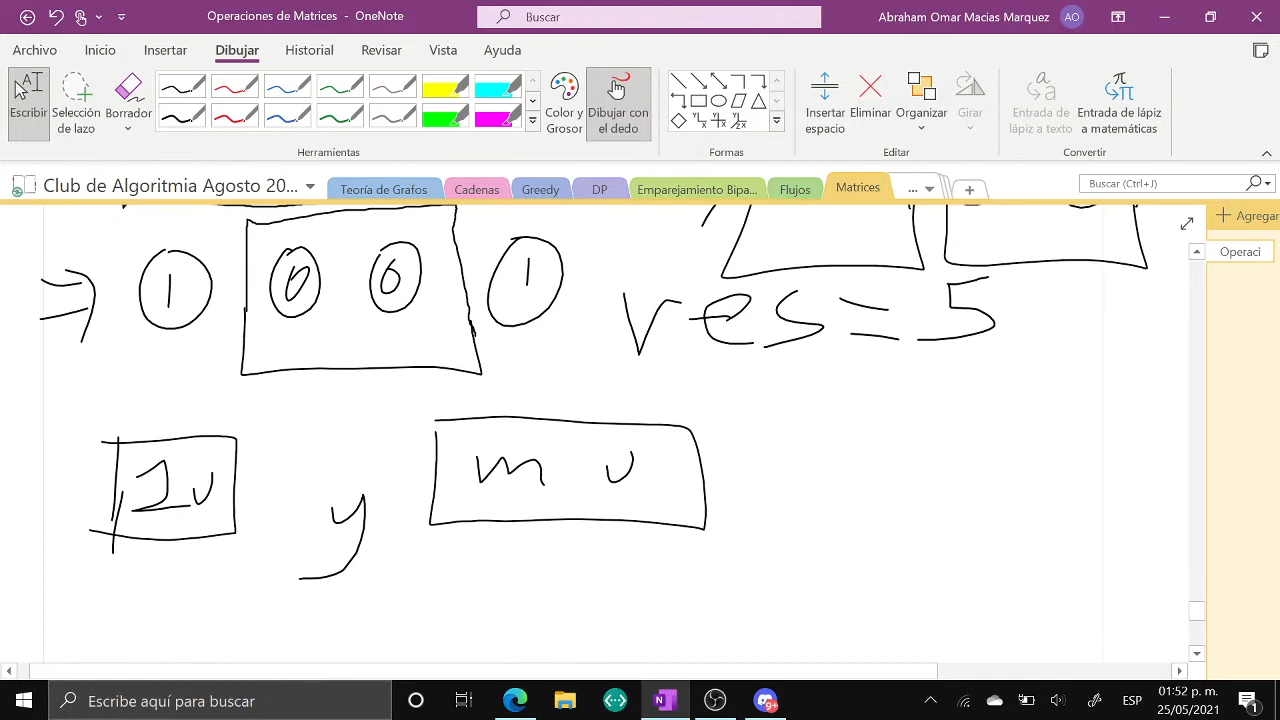 Operaciones de Matrices - OneNote
Buscar
Abraham Omar Macias Marquez AO
Archivo Inicio Insertar Dibujar Historial Revisar Vista Ayuda
Escribir
Selección de lazo
Borrador
Color y Grosor
Dibujar con el dedo
Insertar espacio
Eliminar
Organizar
Girar
Entrada de lápiz a texto
Entrada de lápiz a matemáticas
Herramientas Formas Editar Convertir
Club de Algoritmia Agosto 20...
Teoría de Grafos Cadenas Greedy DP Emparejamiento Bipa... Flujos Matrices ...
Buscar (Ctrl+J)
Agregar
Operaci
=> 1 0 0 1
res = 5
1 u y m u
Escribe aquí para buscar
9+
ESP
01:52 p. m.
25/05/2021
1